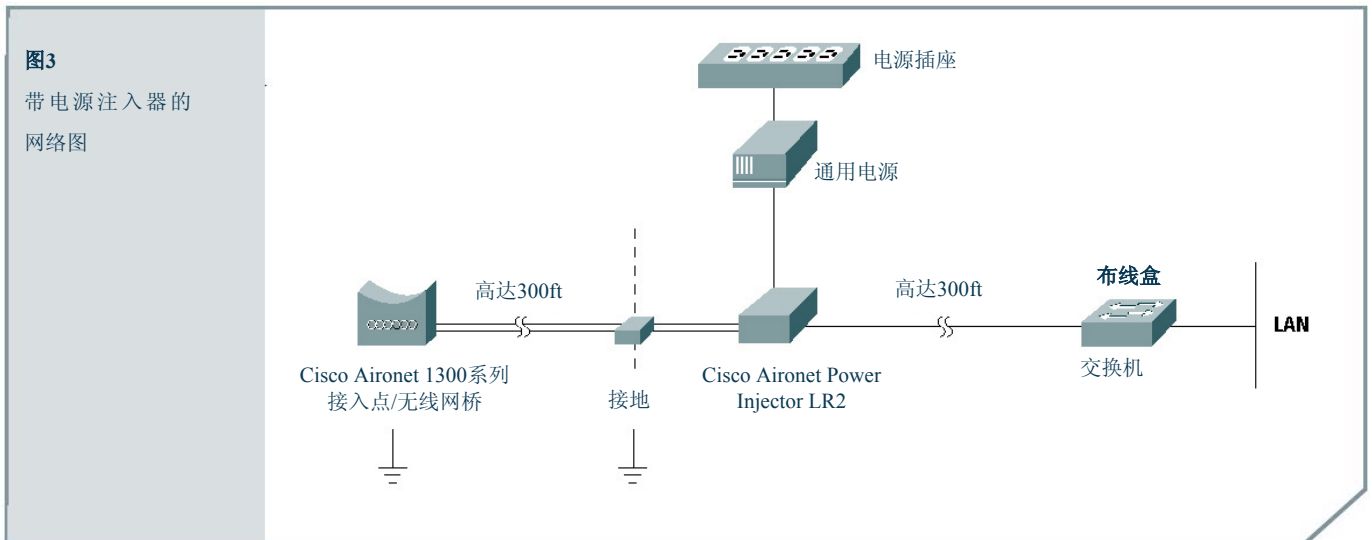 图3
带电源注入器的
网络图
电源插座
通用电源
高达300ft
高达300ft
布线盒
LAN
Cisco Aironet 1300系列
接入点/无线网桥
接地
Cisco Aironet Power
Injector LR2
交换机